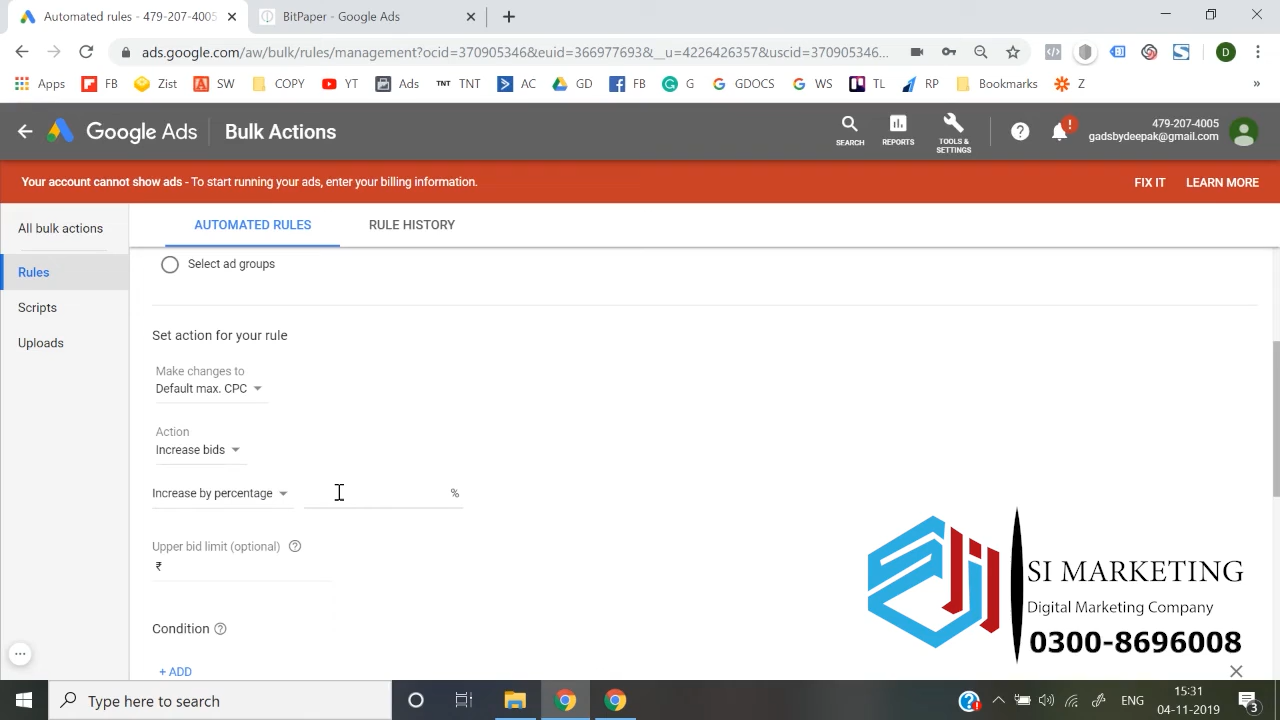 Automated rules - 479-207-4005
BitPaper - Google Ads
ads.google.com/aw/bulk/rules/management?ocid=370905346&euid=366977693&__u=4226426357&uscid=370905346...
Apps FB Zist SW COPY YT Ads TNT TNT AC GD FB G GDOCS WS TL RP Bookmarks Z »
Google Ads Bulk Actions
SEARCH REPORTS TOOLS & SETTINGS
479-207-4005
gadsbydeepak@gmail.com
Your account cannot show ads - To start running your ads, enter your billing information. FIX IT LEARN MORE
All bulk actions
Rules
Scripts
Uploads
AUTOMATED RULES RULE HISTORY
Select ad groups
Set action for your rule
Make changes to
Default max. CPC
Action
Increase bids
Increase by percentage %
Upper bid limit (optional)
₹
Condition
+ ADD
SI MARKETING
Digital Marketing Company
0300-8696008
Type here to search
ENG
15:31
04-11-2019
3